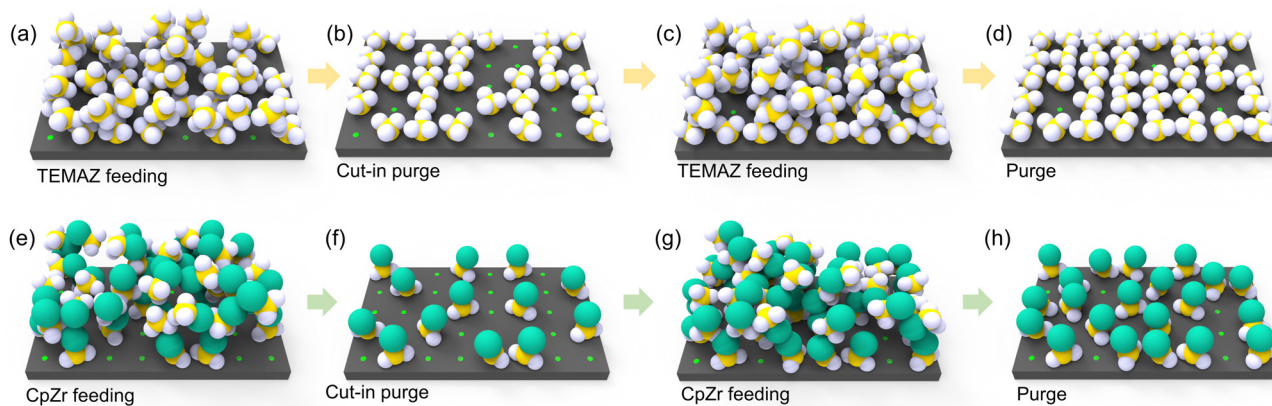 (a)
(b)
(c)
(d)
TEMAZ feeding
Cut-in purge
TEMAZ feeding
Purge
(e)
(f)
(g)
(h)
CpZr feeding
Cut-in purge
CpZr feeding
Purge